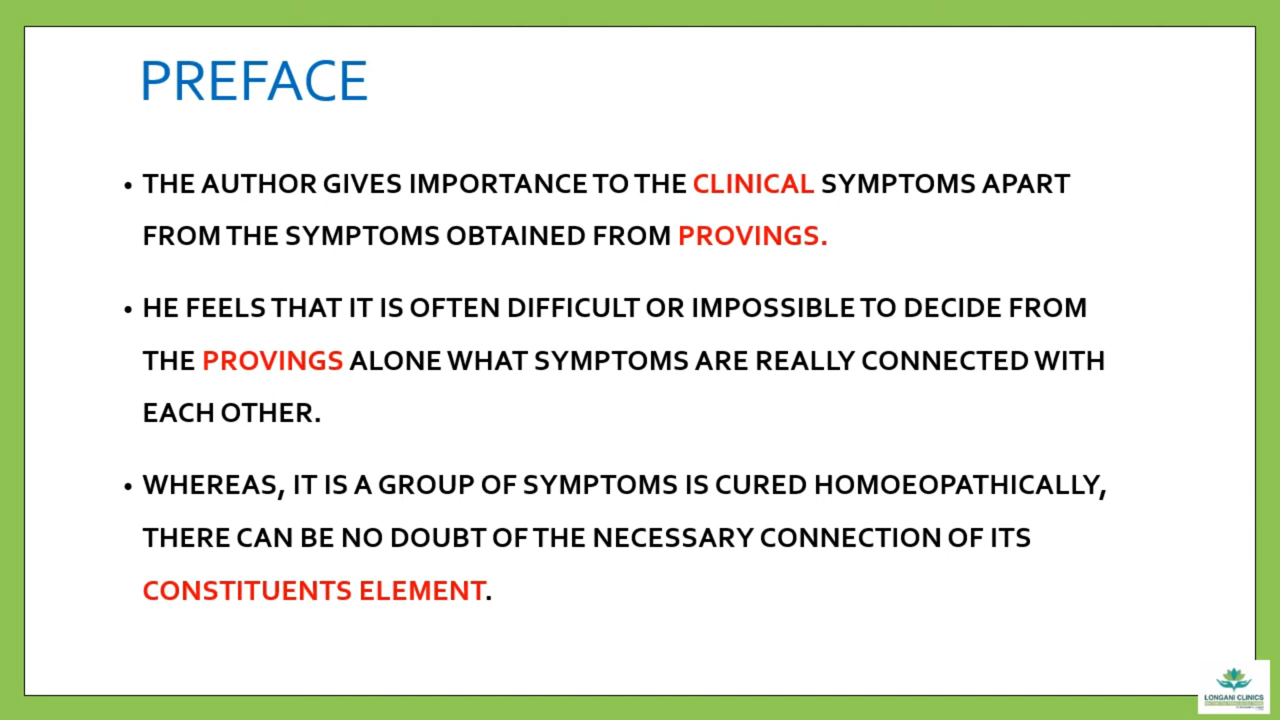 PREFACE
• THE AUTHOR GIVES IMPORTANCE TO THE CLINICAL SYMPTOMS APART
FROM THE SYMPTOMS OBTAINED FROM PROVINGS.
• HE FEELS THAT IT IS OFTEN DIFFICULT OR IMPOSSIBLE TO DECIDE FROM
THE PROVINGS ALONE WHAT SYMPTOMS ARE REALLY CONNECTED WITH
EACH OTHER.
• WHEREAS, IT IS A GROUP OF SYMPTOMS IS CURED HOMOEOPATHICALLY,
THERE CAN BE NO DOUBT OF THE NECESSARY CONNECTION OF ITS
CONSTITUENTS ELEMENT.
LONGANI CLINICS